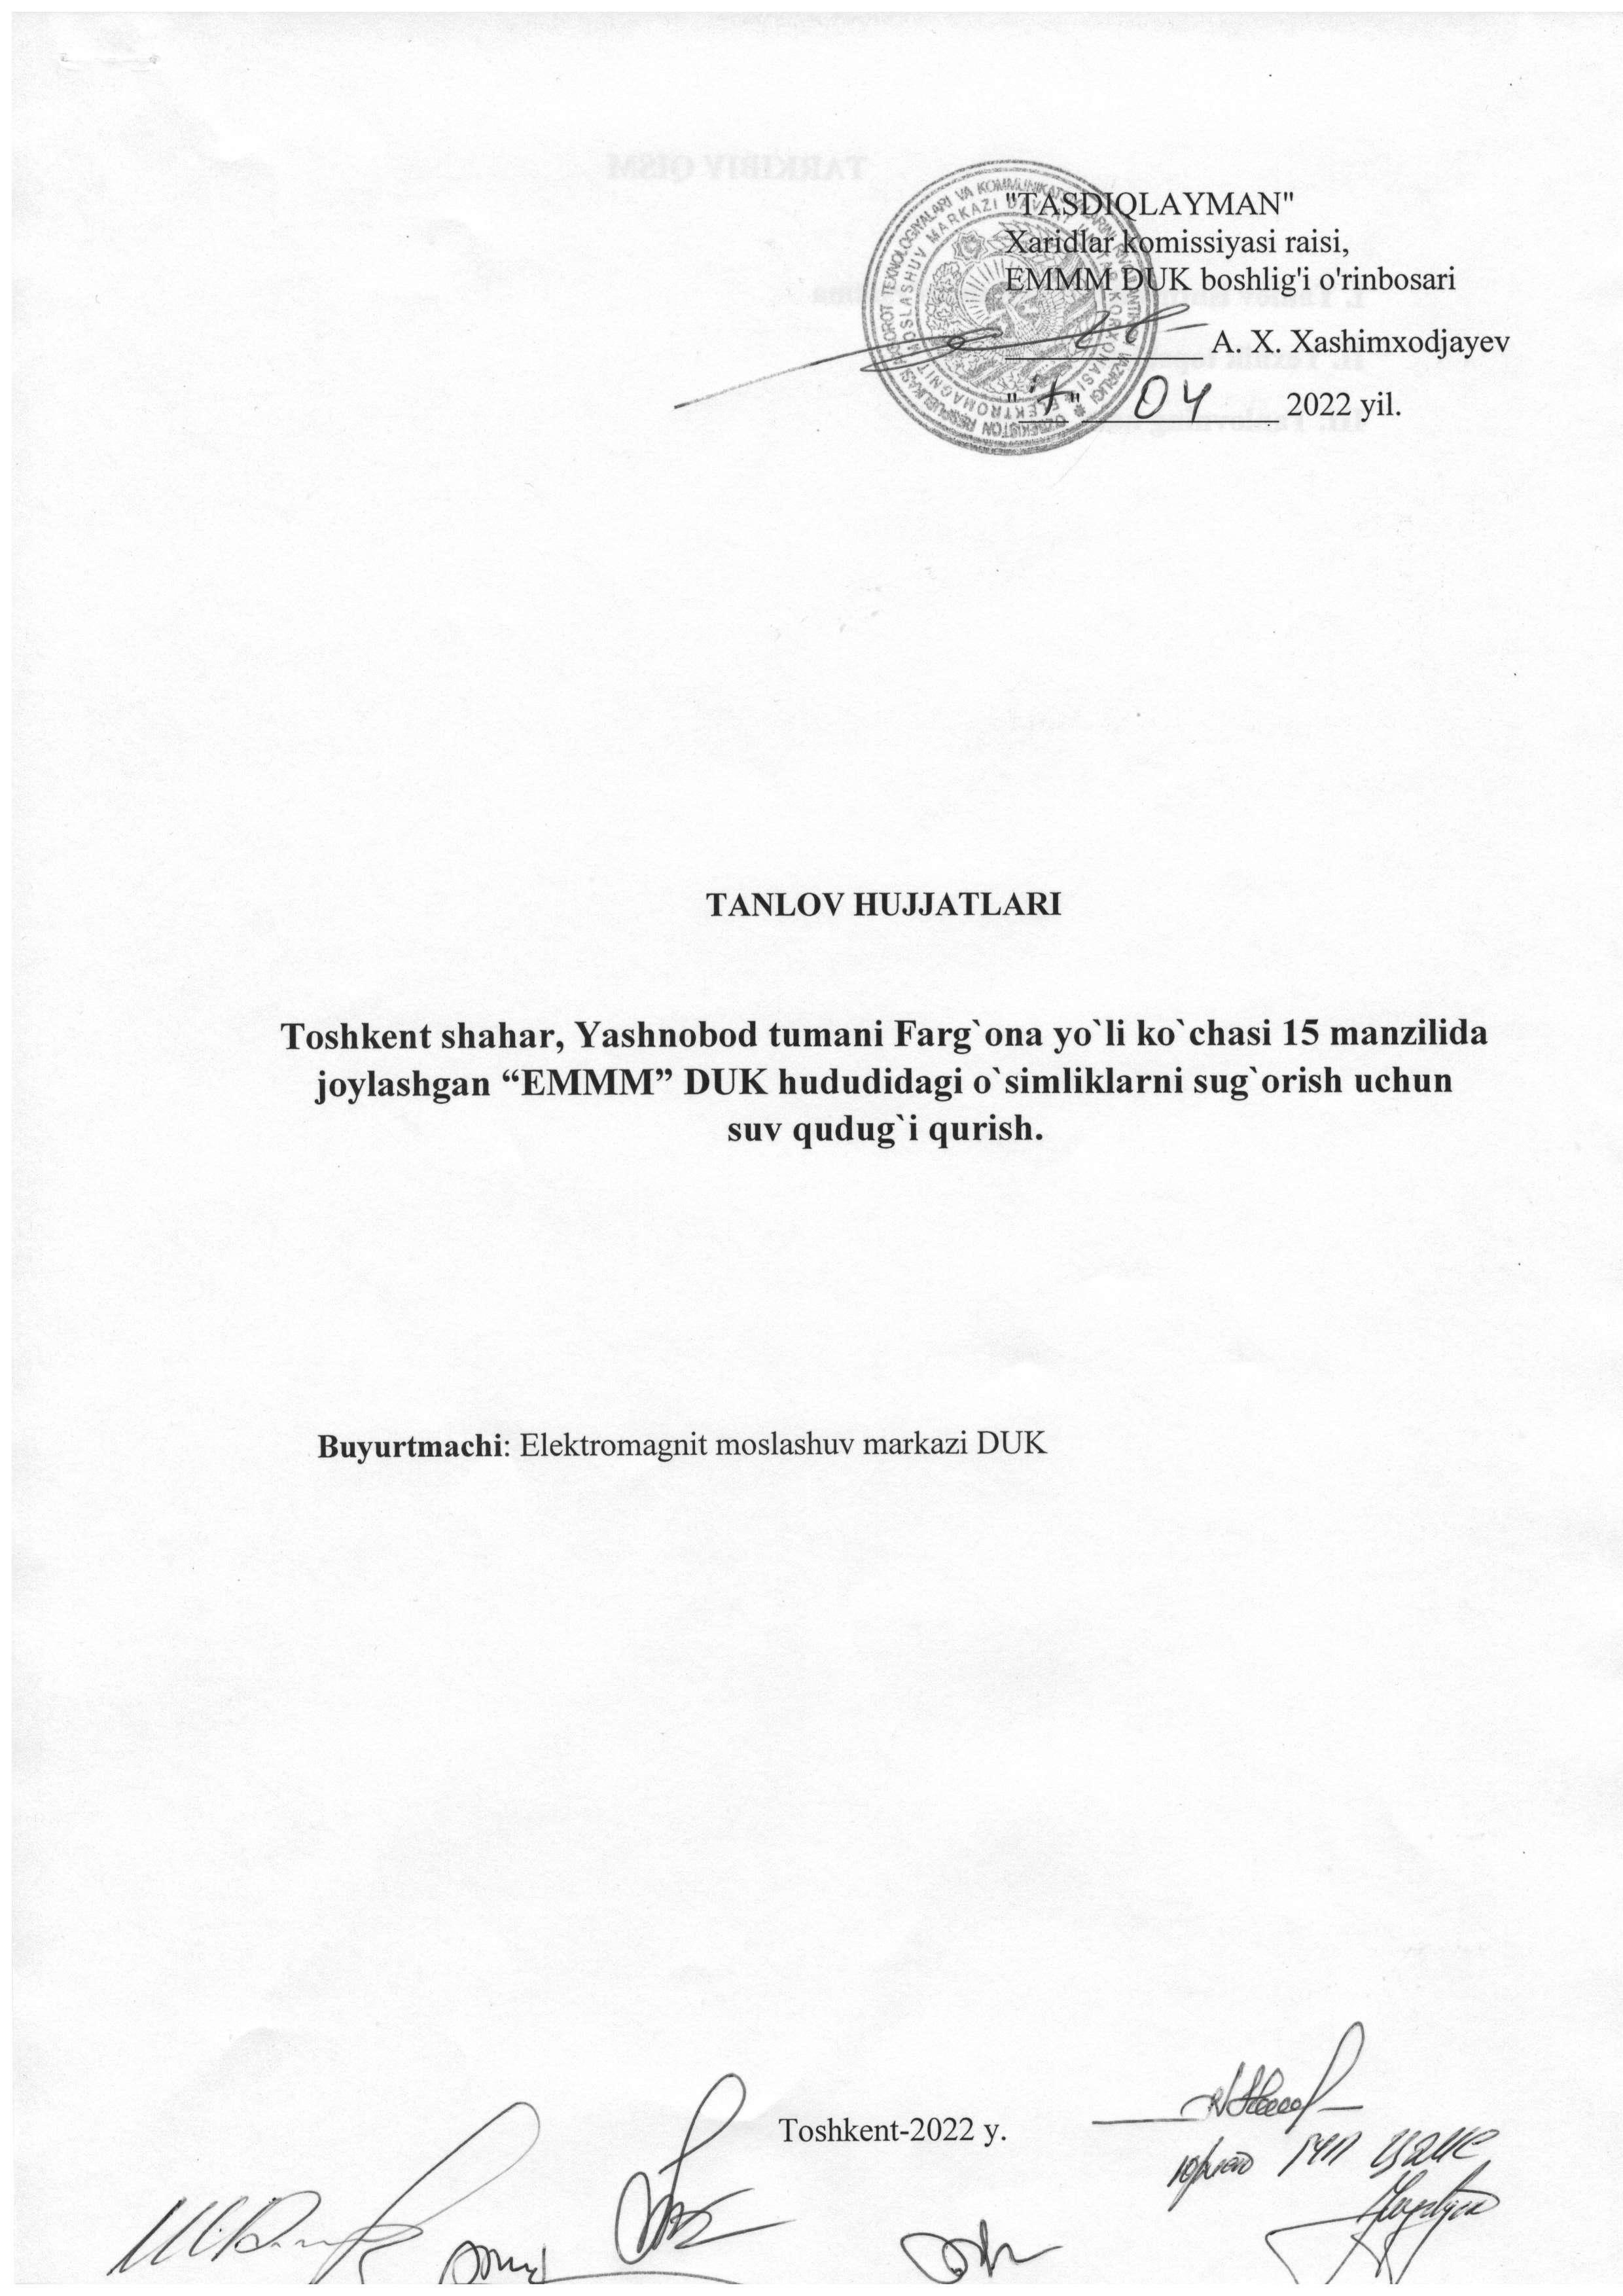 "TASDIQLAYMAN"
Xaridlar komissiyasi raisi,
EMMM DUK boshlig'i o'rinbosari
A. X. Xashimxodjayev
"7" 04 2022 yil.
TANLOV HUJJATLARI
Toshkent shahar, Yashnobod tumani Farg`ona yo`li ko`chasi 15 manzilida
joylashgan “EMMM” DUK hududidagi o`simliklarni sug`orish uchun
suv qudug`i qurish.
Buyurtmachi: Elektromagnit moslashuv markazi DUK
Toshkent-2022 y.